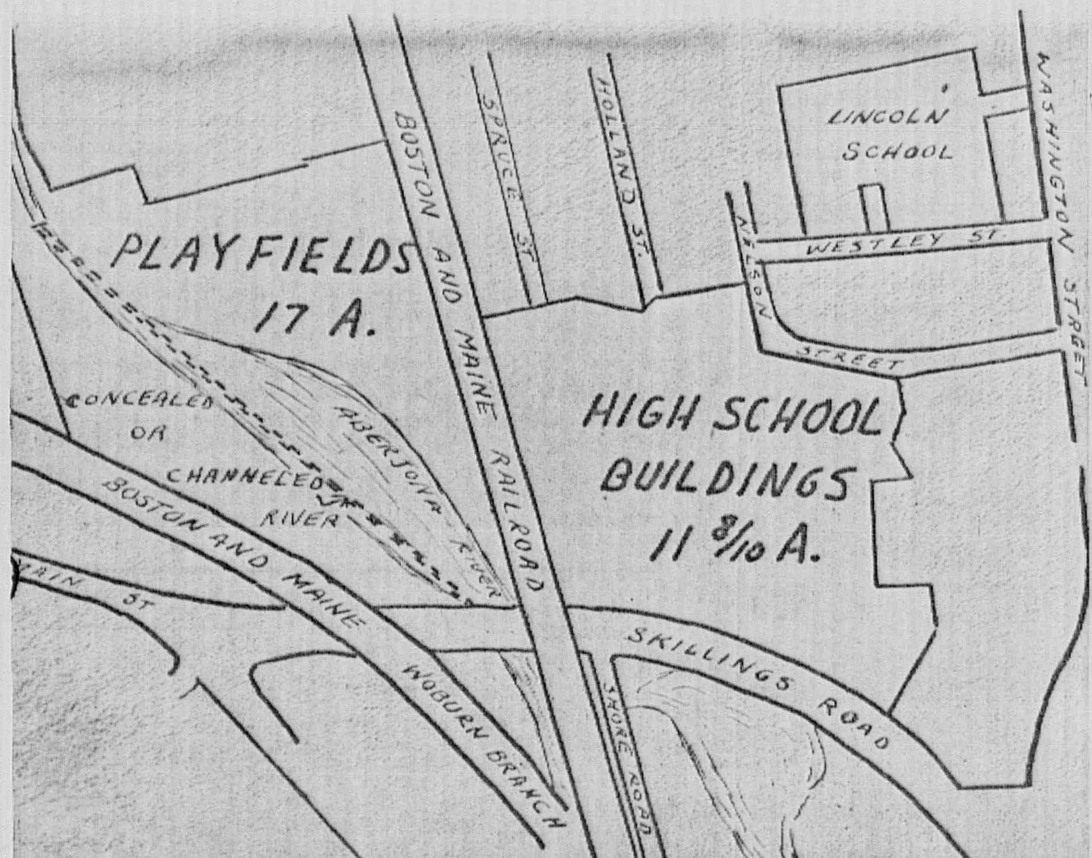 BOSTON AND MAINE RAILROAD
SPRUCE ST
HOLLAND ST.
LINCOLN
SCHOOL
WASHINGTON STREET
NELSON STREET
WESTLEY ST.
PLAYFIELDS
17 A.
CONCEALED
OR
CHANNELED
RIVER
ABERJONA RIVER
HIGH SCHOOL
BUILDINGS
11 8/10 A.
BOSTON AND MAINE WOBURN BRANCH
ST
SKILLINGS ROAD
SHORE ROAD